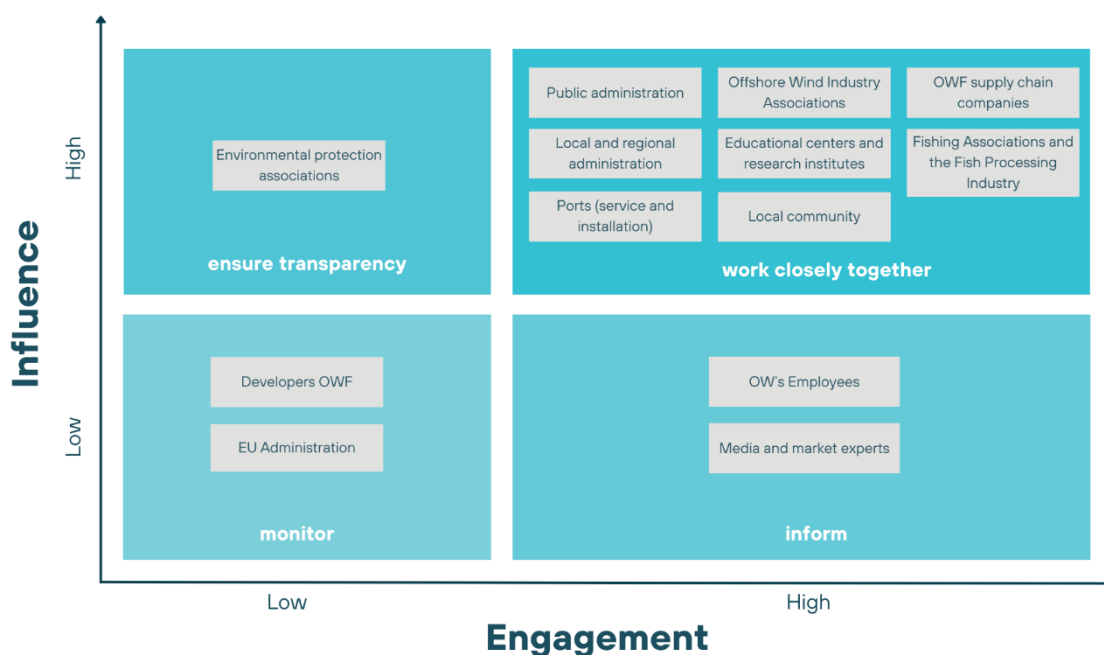 Influence
High
Low
Environmental protection
associations
ensure transparency
Public administration
Offshore Wind Industry
Associations
OWF supply chain
companies
Local and regional
administration
Educational centers and
research institutes
Fishing Associations and
the Fish Processing
Industry
Ports (service and
installation)
Local community
work closely together
Developers OWF
EU Administration
monitor
OW's Employees
Media and market experts
inform
Low
High
Engagement